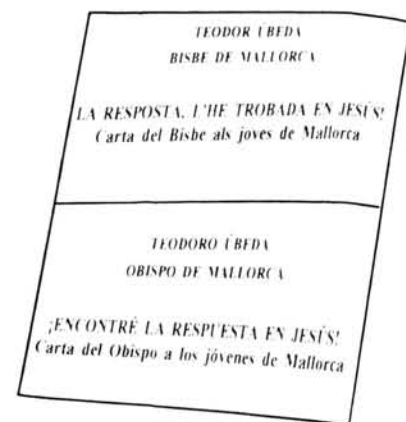 TEODOR ÚBEDA
BISBE DE MALLORCA
LA RESPOSTA, L'HE TROBADA EN JESÚS!
Carta del Bisbe als joves de Mallorca
TEODORO ÚBEDA
OBISPO DE MALLORCA
¡ENCONTRÉ LA RESPUESTA EN JESÚS!
Carta del Obispo a los jóvenes de Mallorca